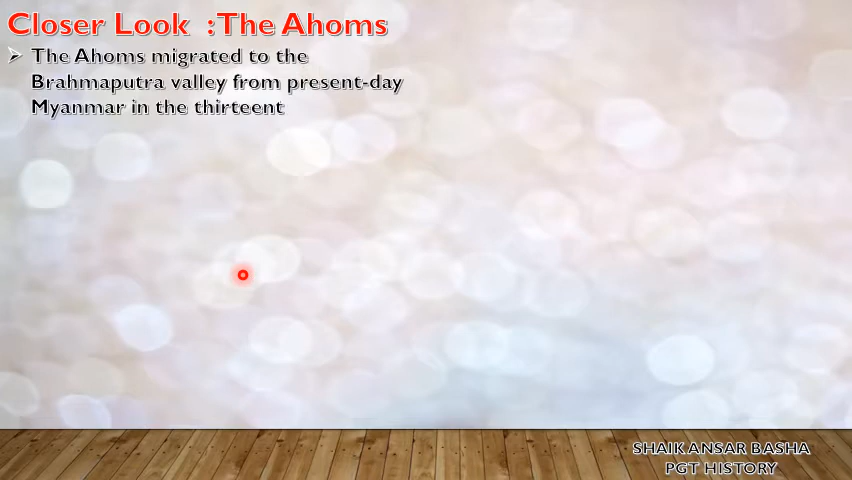 Closer Look : The Ahoms
➢ The Ahoms migrated to the
Brahmaputra valley from present-day
Myanmar in the thirteent
SHAIK ANSAR BASHA
PGT HISTORY